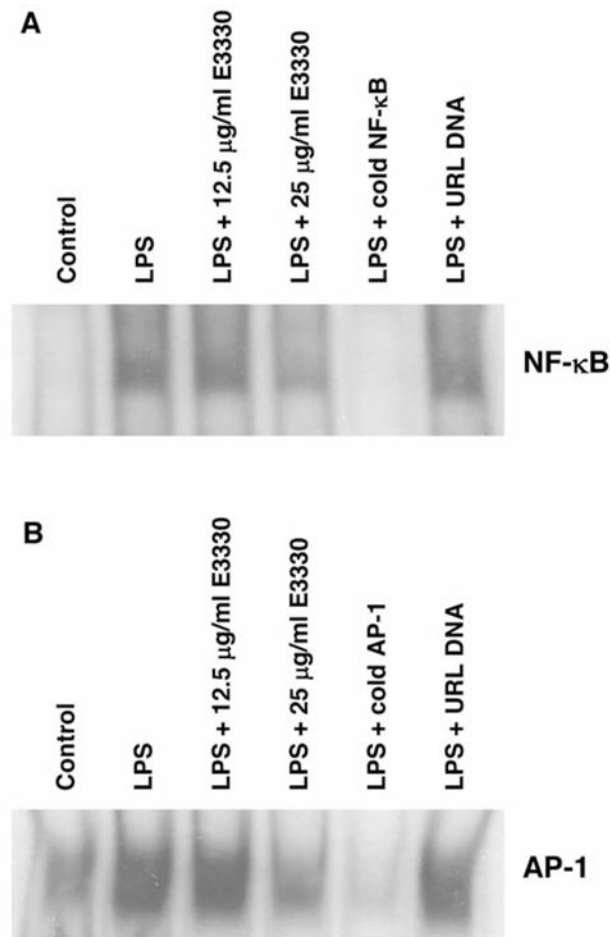 A
Control
LPS
LPS + 12.5 μg/ml E3330
LPS + 25 μg/ml E3330
LPS + cold NF-κB
LPS + URL DNA
NF-κB
B
Control
LPS
LPS + 12.5 μg/ml E3330
LPS + 25 μg/ml E3330
LPS + cold AP-1
LPS + URL DNA
AP-1